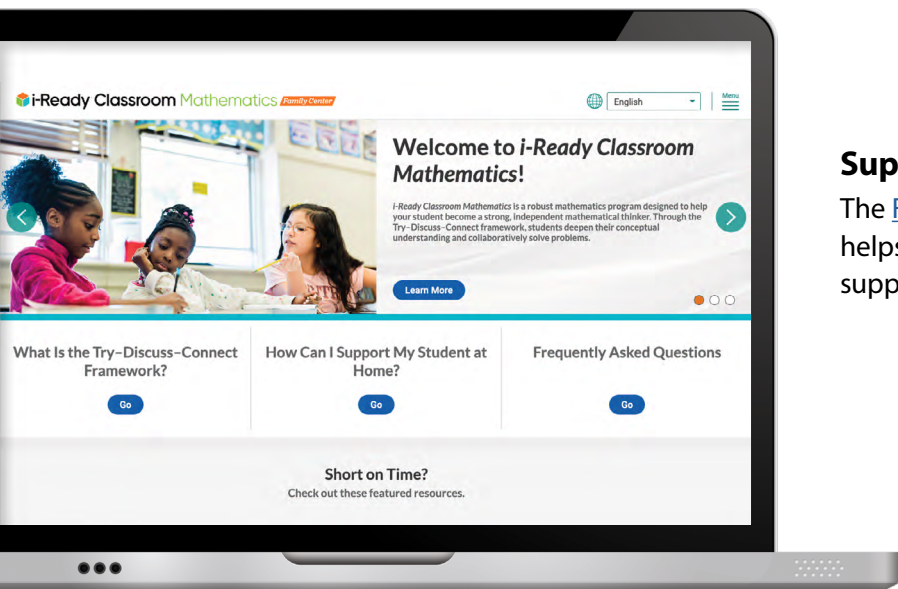 i-Ready Classroom Mathematics Family Center
English
Menu
Welcome to i-Ready Classroom
Mathematics!
i-Ready Classroom Mathematics is a robust mathematics program designed to help
your student become a strong, independent mathematical thinker. Through the
Try–Discuss–Connect framework, students deepen their conceptual
understanding and collaboratively solve problems.
Learn More
What Is the Try–Discuss–Connect
Framework?
Go
How Can I Support My Student at
Home?
Go
Frequently Asked Questions
Go
Short on Time?
Check out these featured resources.
The